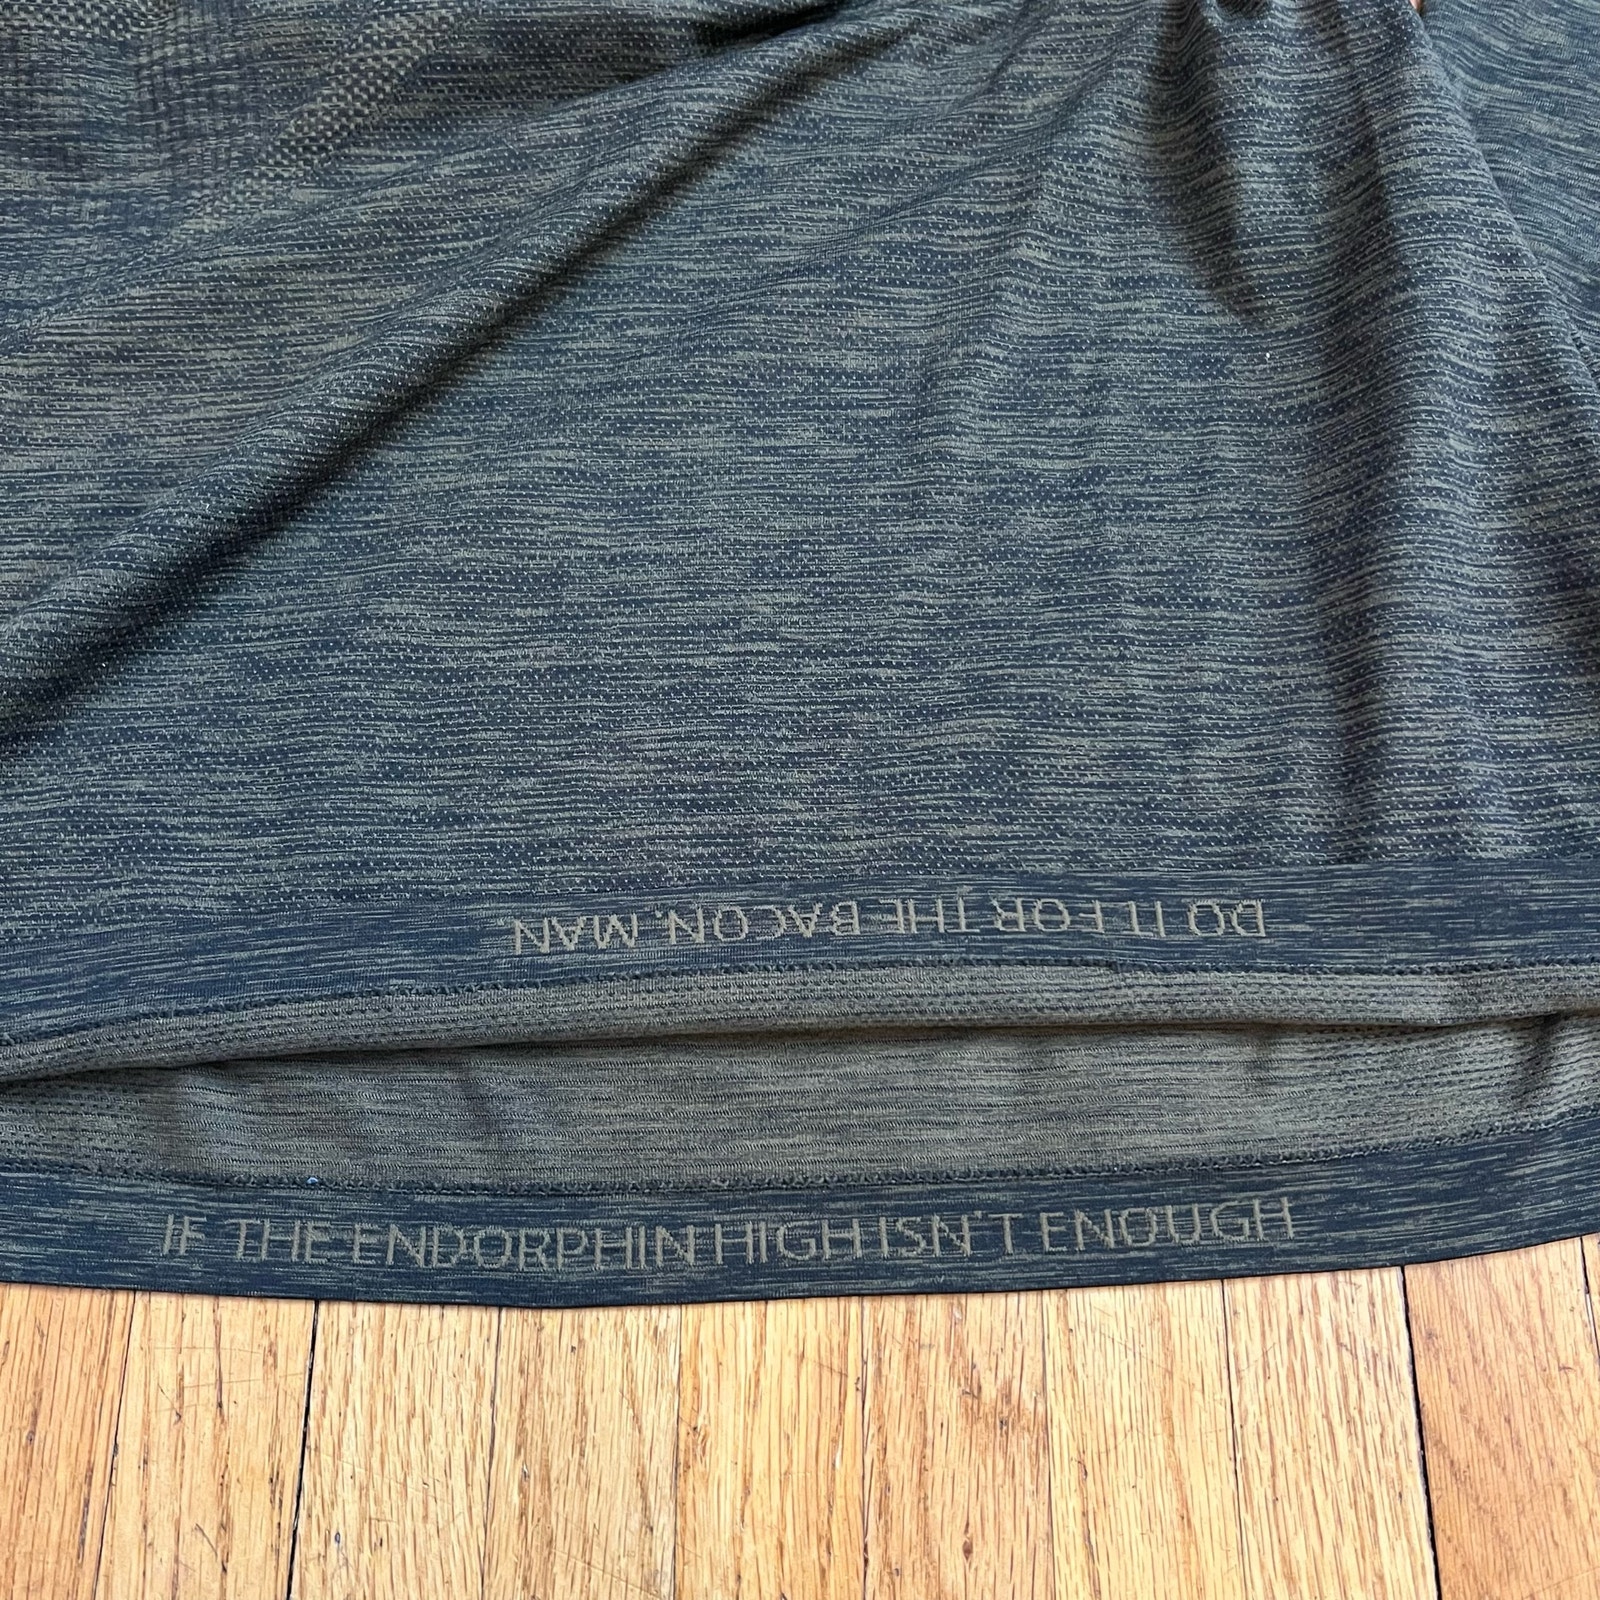 DO IT FOR THE BACON, MAN
IF THE ENDORPHIN HIGH ISN'T ENOUGH